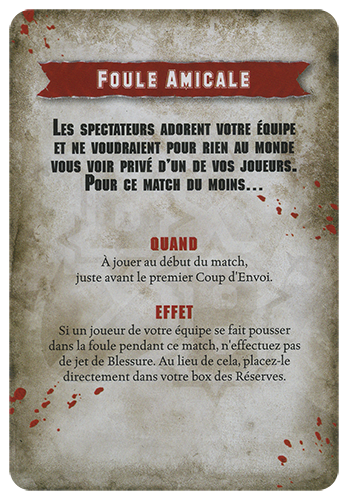 FOULE AMICALE
LES SPECTATEURS ADORENT VOTRE ÉQUIPE
ET NE VOUDRAIENT POUR RIEN AU MONDE
VOUS VOIR PRIVÉ D'UN DE VOS JOUEURS.
POUR CE MATCH DU MOINS...
QUAND
À jouer au début du match,
juste avant le premier Coup d'Envoi.
EFFET
Si un joueur de votre équipe se fait pousser
dans la foule pendant ce match, n'effectuez pas
de jet de Blessure. Au lieu de cela, placez-le
directement dans votre box des Réserves.